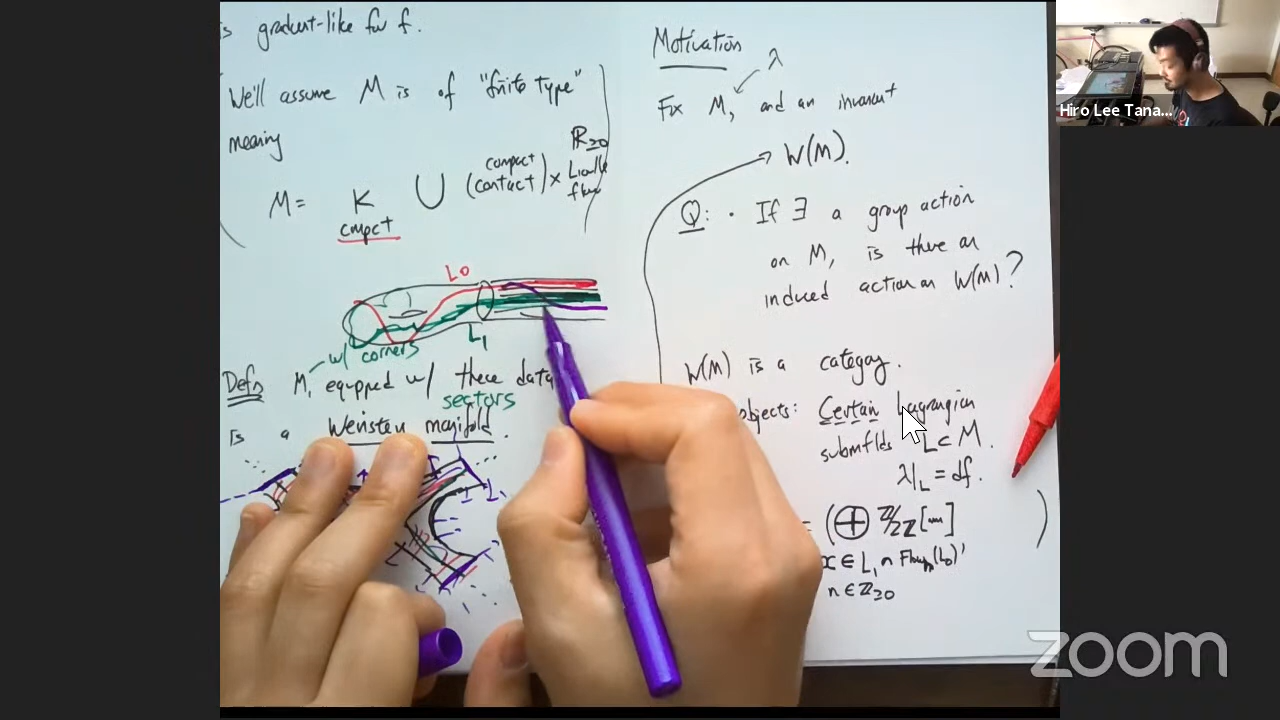 is gradient-like for f.
We'll assume M is of "finite type"
meaning
M = K ∪ (compact contact) × R≥0 Liouville flow
cmpct
L0
L1
w/ corners
Defn M, equipped w/ these data
sectors
is a Weinstein manifold.
Motivation
λ
Fix M, and an invariant
W(M).
Q: · If ∃ a group action
on M, is there an
induced action on W(M)?
W(M) is a category.
objects: Certain Lagrangian
submflds L ⊂ M.
λ|L = df.
= (⊕ Z/2Z[...]
x ∈ L1 ∩ Flow(L0)'
n ∈ Z≥0
Hiro Lee Tana...
zoom